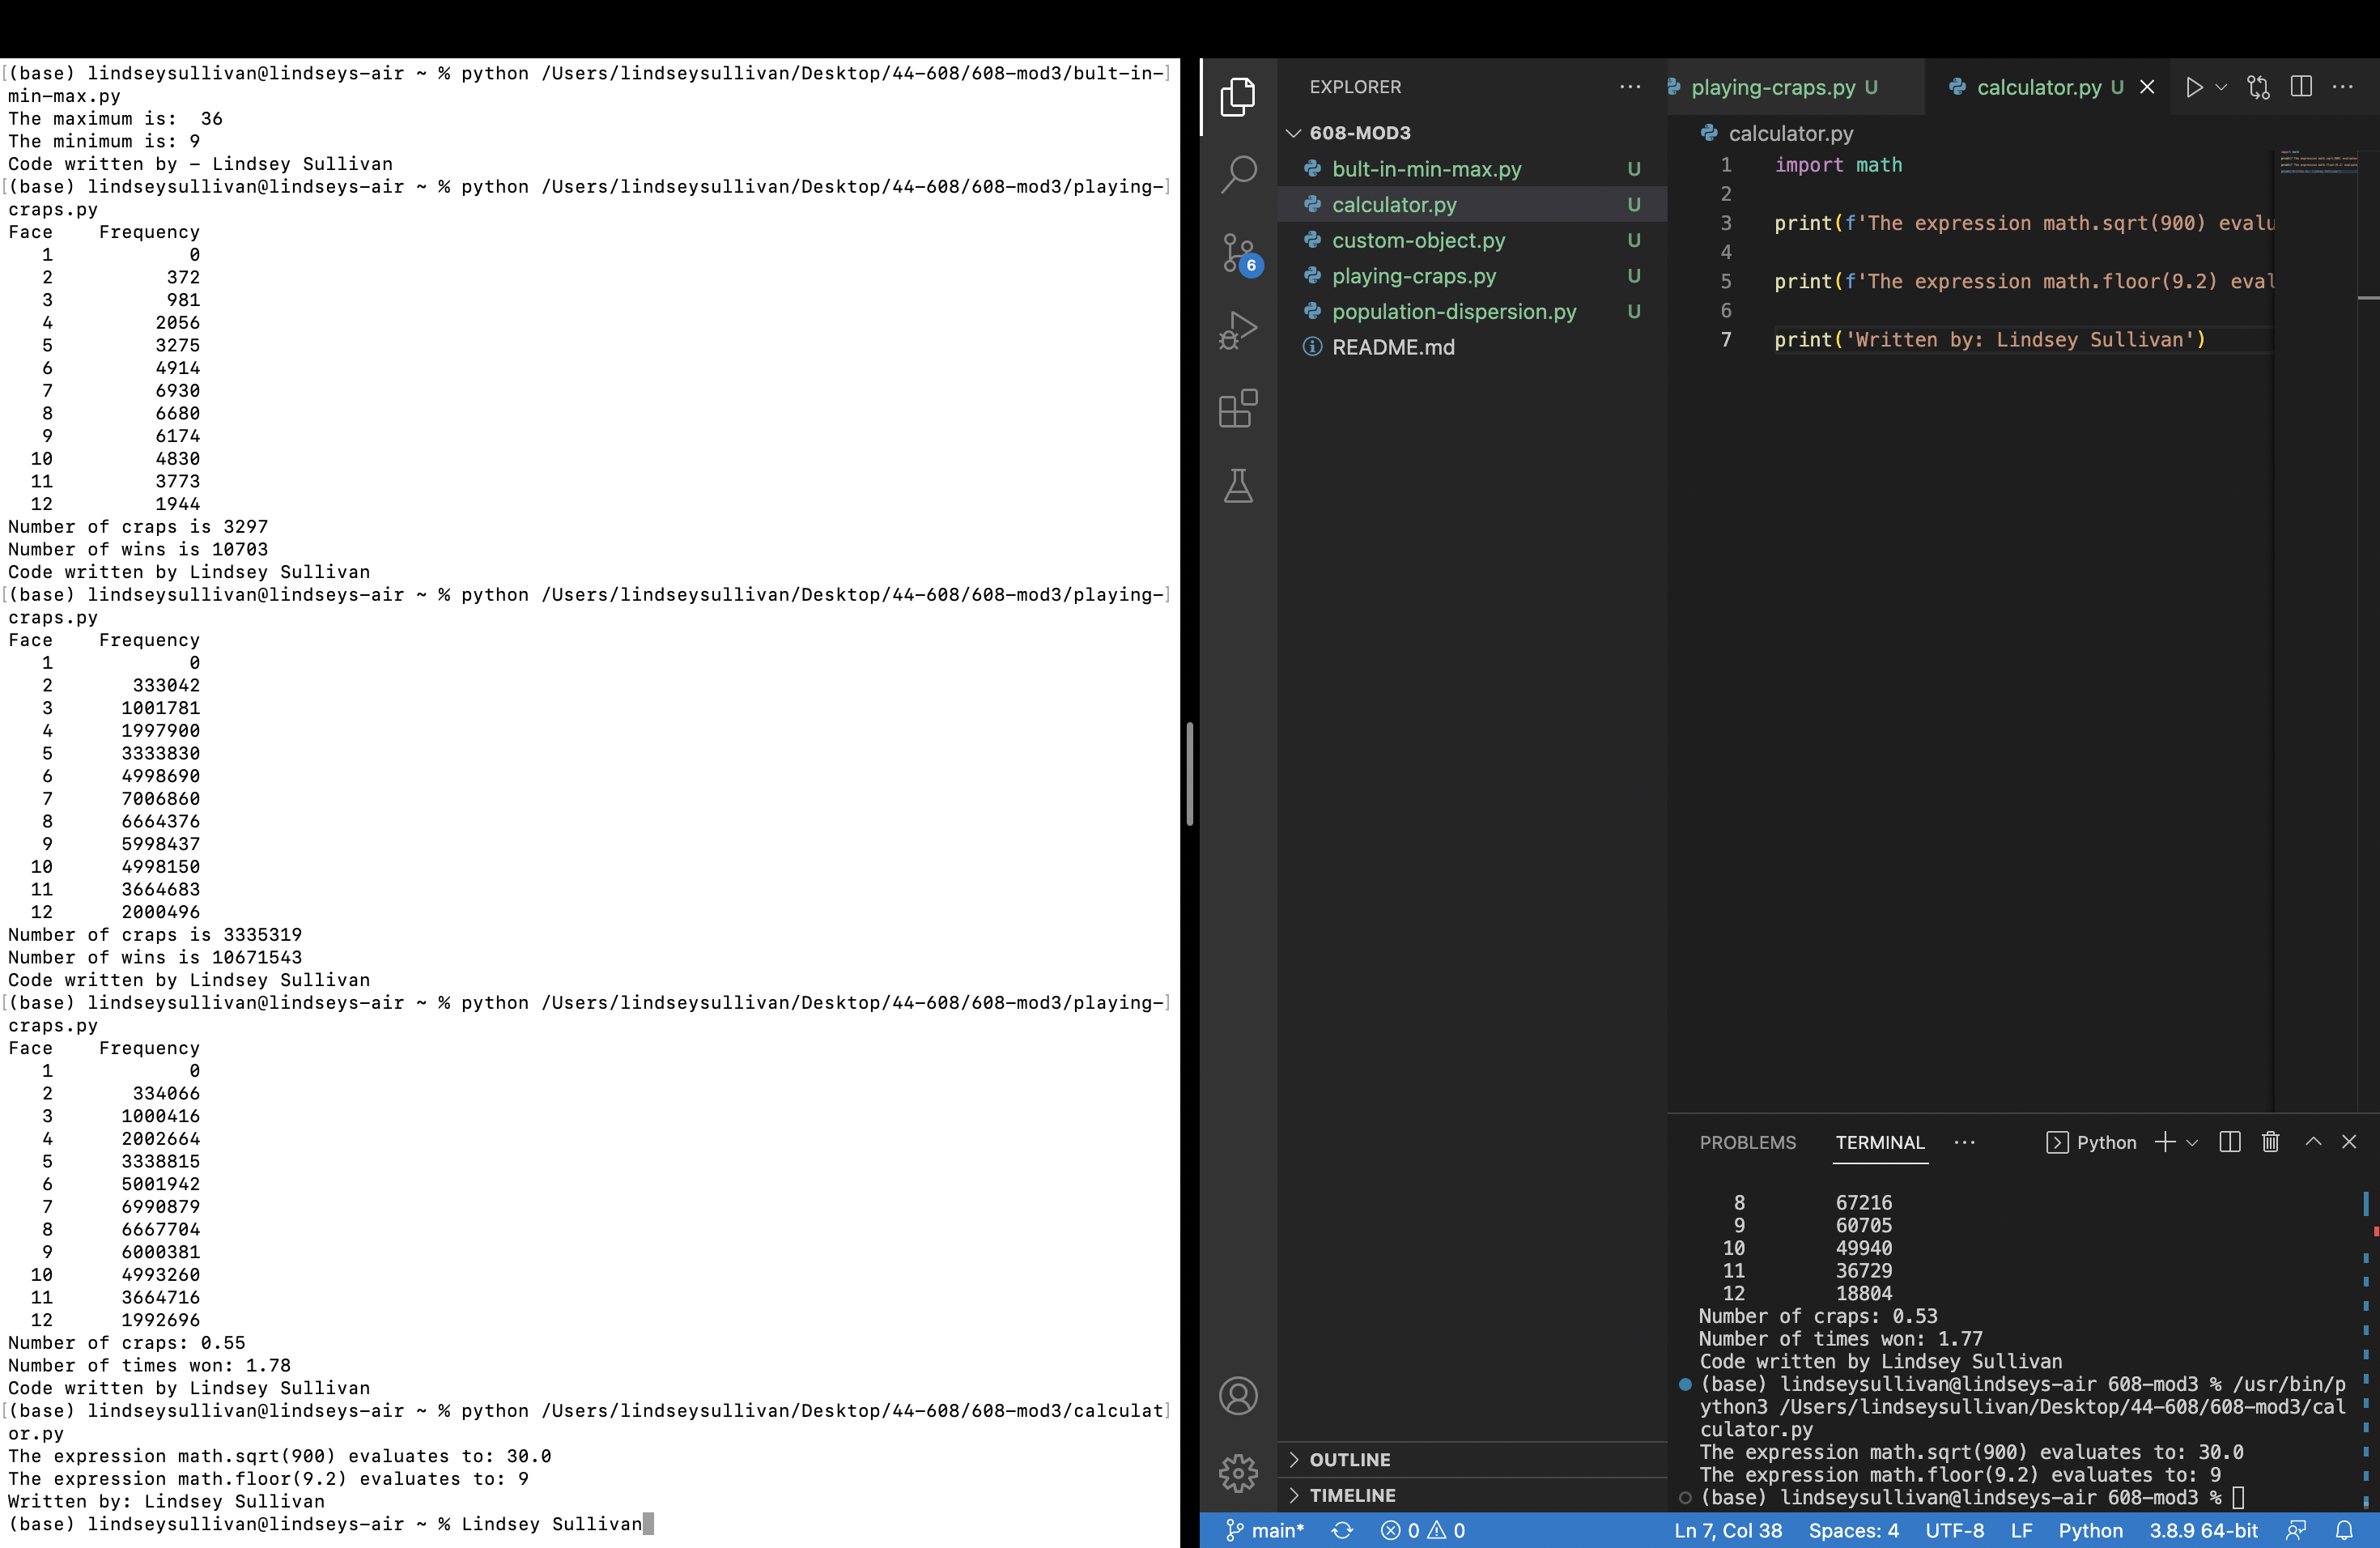 (base) lindseysullivan@lindseys-air ~ % python /Users/lindseysullivan/Desktop/44-608/608-mod3/bult-in-
min-max.py
The maximum is:  36
The minimum is: 9
Code written by – Lindsey Sullivan
(base) lindseysullivan@lindseys-air ~ % python /Users/lindseysullivan/Desktop/44-608/608-mod3/playing-
craps.py
Face    Frequency
1 0
2 372
3 981
4 2056
5 3275
6 4914
7 6930
8 6680
9 6174
10 4830
11 3773
12 1944
Number of craps is 3297
Number of wins is 10703
Code written by Lindsey Sullivan
(base) lindseysullivan@lindseys-air ~ % python /Users/lindseysullivan/Desktop/44-608/608-mod3/playing-
craps.py
Face    Frequency
1 0
2 333042
3 1001781
4 1997900
5 3333830
6 4998690
7 7006860
8 6664376
9 5998437
10 4998150
11 3664683
12 2000496
Number of craps is 3335319
Number of wins is 10671543
Code written by Lindsey Sullivan
(base) lindseysullivan@lindseys-air ~ % python /Users/lindseysullivan/Desktop/44-608/608-mod3/playing-
craps.py
Face    Frequency
1 0
2 334066
3 1000416
4 2002664
5 3338815
6 5001942
7 6990879
8 6667704
9 6000381
10 4993260
11 3664716
12 1992696
Number of craps: 0.55
Number of times won: 1.78
Code written by Lindsey Sullivan
(base) lindseysullivan@lindseys-air ~ % python /Users/lindseysullivan/Desktop/44-608/608-mod3/calculat
or.py
The expression math.sqrt(900) evaluates to: 30.0
The expression math.floor(9.2) evaluates to: 9
Written by: Lindsey Sullivan
(base) lindseysullivan@lindseys-air ~ % Lindsey Sullivan
6
EXPLORER
608-MOD3
bult-in-min-max.py U
calculator.py U
custom-object.py U
playing-craps.py U
population-dispersion.py U
README.md
OUTLINE
TIMELINE
playing-craps.py U calculator.py U
calculator.py
1 import math
2
3 print(f'The expression math.sqrt(900) evalu
4
5 print(f'The expression math.floor(9.2) eval
6
7 print('Written by: Lindsey Sullivan')
PROBLEMS TERMINAL Python
8 67216
9 60705
10 49940
11 36729
12 18804
Number of craps: 0.53
Number of times won: 1.77
Code written by Lindsey Sullivan
(base) lindseysullivan@lindseys-air 608-mod3 % /usr/bin/p
ython3 /Users/lindseysullivan/Desktop/44-608/608-mod3/cal
culator.py
The expression math.sqrt(900) evaluates to: 30.0
The expression math.floor(9.2) evaluates to: 9
(base) lindseysullivan@lindseys-air 608-mod3 %
main* 0 0 Ln 7, Col 38 Spaces: 4 UTF-8 LF Python 3.8.9 64-bit